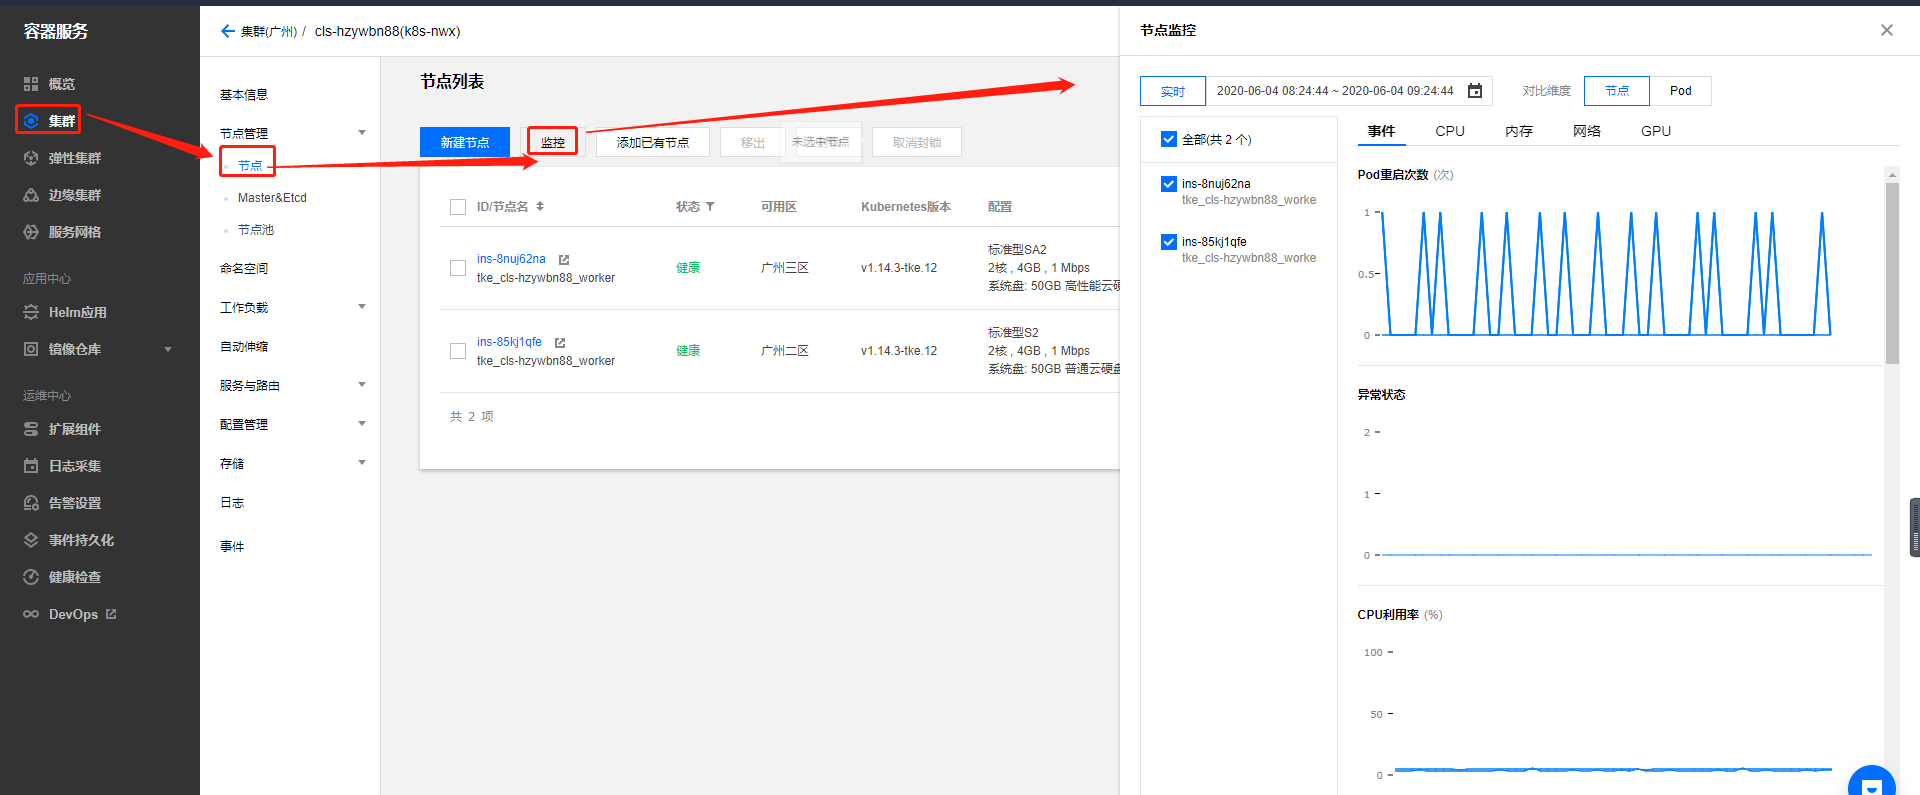 容器服务
概览
集群
弹性集群
边缘集群
服务网格
应用中心
Helm应用
镜像仓库
运维中心
扩展组件
日志采集
告警设置
事件持久化
健康检查
DevOps
集群(广州) / cls-hzywbn88(k8s-nwx)
基本信息
节点管理
节点
Master&Etcd
节点池
命名空间
工作负载
自动伸缩
服务与路由
配置管理
存储
日志
事件
节点列表
新建节点 监控 添加已有节点 移出 未选中节点 取消封锁
ID/节点名 状态 可用区 Kubernetes版本 配置
ins-8nuj62na
tke_cls-hzywbn88_worker
健康 广州三区 v1.14.3-tke.12
标准型SA2
2核 , 4GB , 1 Mbps
系统盘: 50GB 高性能云硬
ins-85kj1qfe
tke_cls-hzywbn88_worker
健康 广州二区 v1.14.3-tke.12
标准型S2
2核 , 4GB , 1 Mbps
系统盘: 50GB 普通云硬盘
共 2 项
节点监控
实时 2020-06-04 08:24:44 ~ 2020-06-04 09:24:44 对比维度 节点 Pod
全部(共 2 个)
ins-8nuj62na
tke_cls-hzywbn88_worke
ins-85kj1qfe
tke_cls-hzywbn88_worke
事件 CPU 内存 网络 GPU
Pod重启次数 (次)
1
0.5
0
异常状态
2
1
0
CPU利用率 (%)
100
50
0